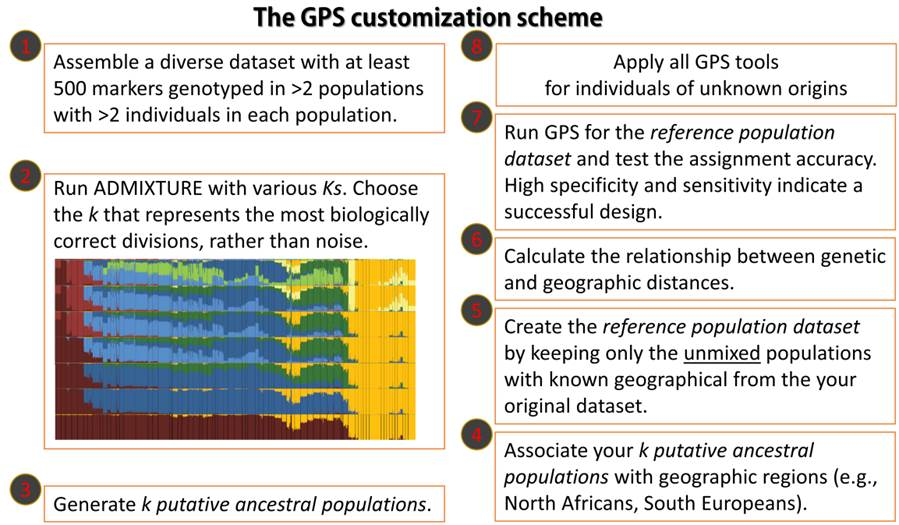 The GPS customization scheme
1
Assemble a diverse dataset with at least
500 markers genotyped in >2 populations
with >2 individuals in each population.
2
Run ADMIXTURE with various Ks. Choose
the k that represents the most biologically
correct divisions, rather than noise.
3
Generate k putative ancestral populations.
4
Associate your k putative ancestral
populations with geographic regions (e.g.,
North Africans, South Europeans).
5
Create the reference population dataset
by keeping only the unmixed populations
with known geographical from the your
original dataset.
6
Calculate the relationship between genetic
and geographic distances.
7
Run GPS for the reference population
dataset and test the assignment accuracy.
High specificity and sensitivity indicate a
successful design.
8
Apply all GPS tools
for individuals of unknown origins